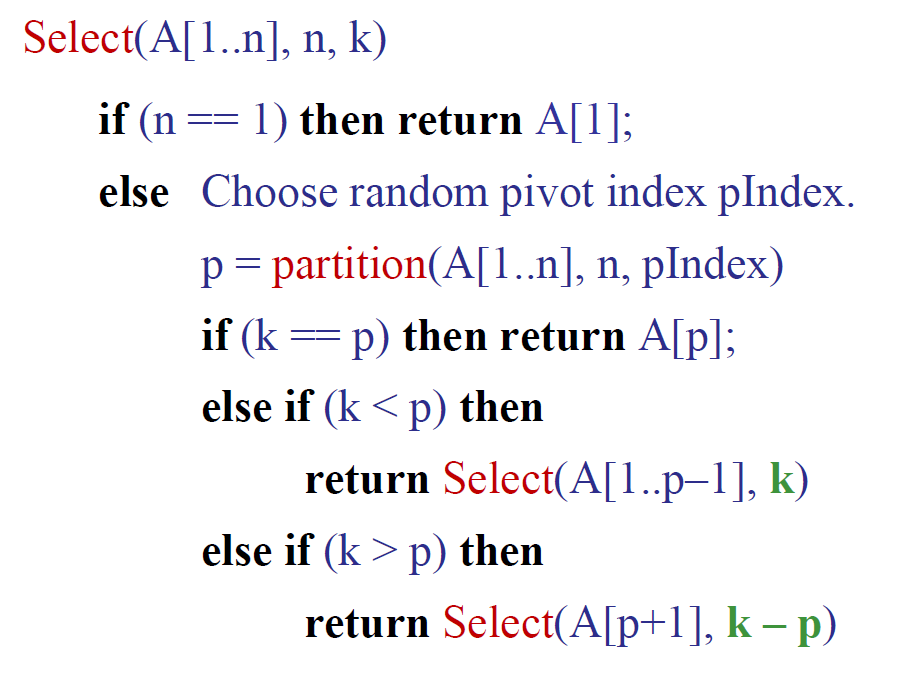 Select(A[1..n], n, k)
if (n == 1) then return A[1];
else Choose random pivot index pIndex.
p = partition(A[1..n], n, pIndex)
if (k == p) then return A[p];
else if (k < p) then
return Select(A[1..p–1], k)
else if (k > p) then
return Select(A[p+1], k – p)